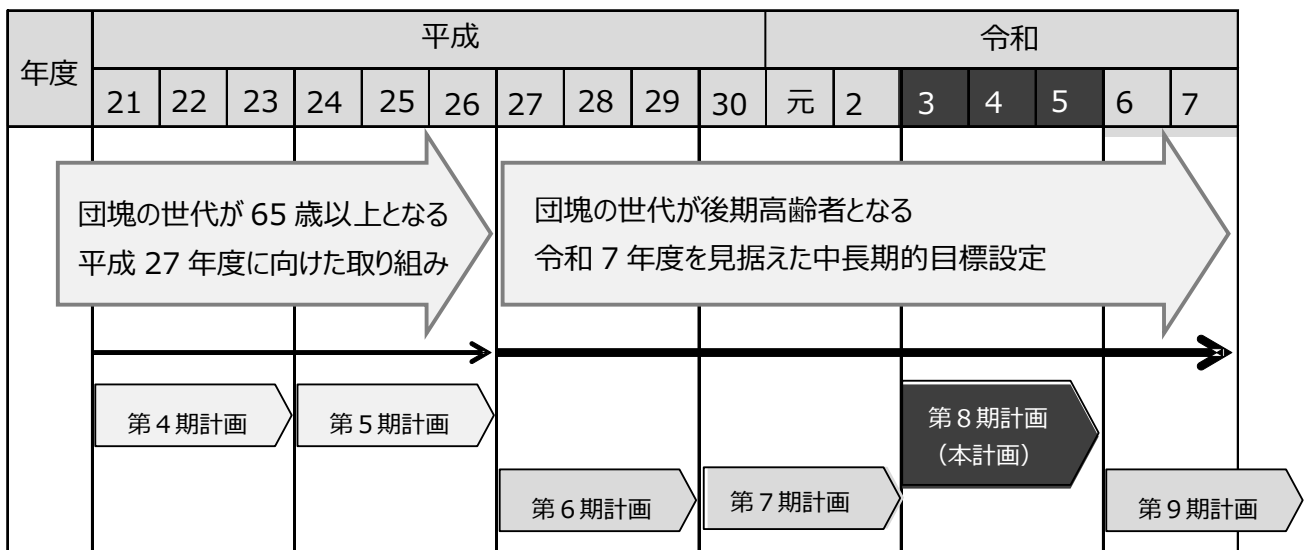 年度
平成
令和
21 22 23 24 25 26 27 28 29 30 元 2 3 4 5 6 7
団塊の世代が 65 歳以上となる
平成 27 年度に向けた取り組み
団塊の世代が後期高齢者となる
令和 7 年度を見据えた中長期的目標設定
第4期計画
第5期計画
第8期計画
（本計画）
第6期計画
第7期計画
第9期計画